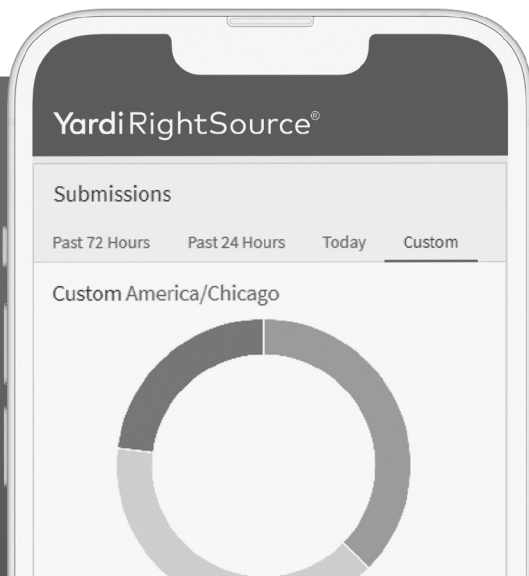 Yardi RightSource®
Submissions
Past 72 Hours Past 24 Hours Today Custom
Custom America/Chicago